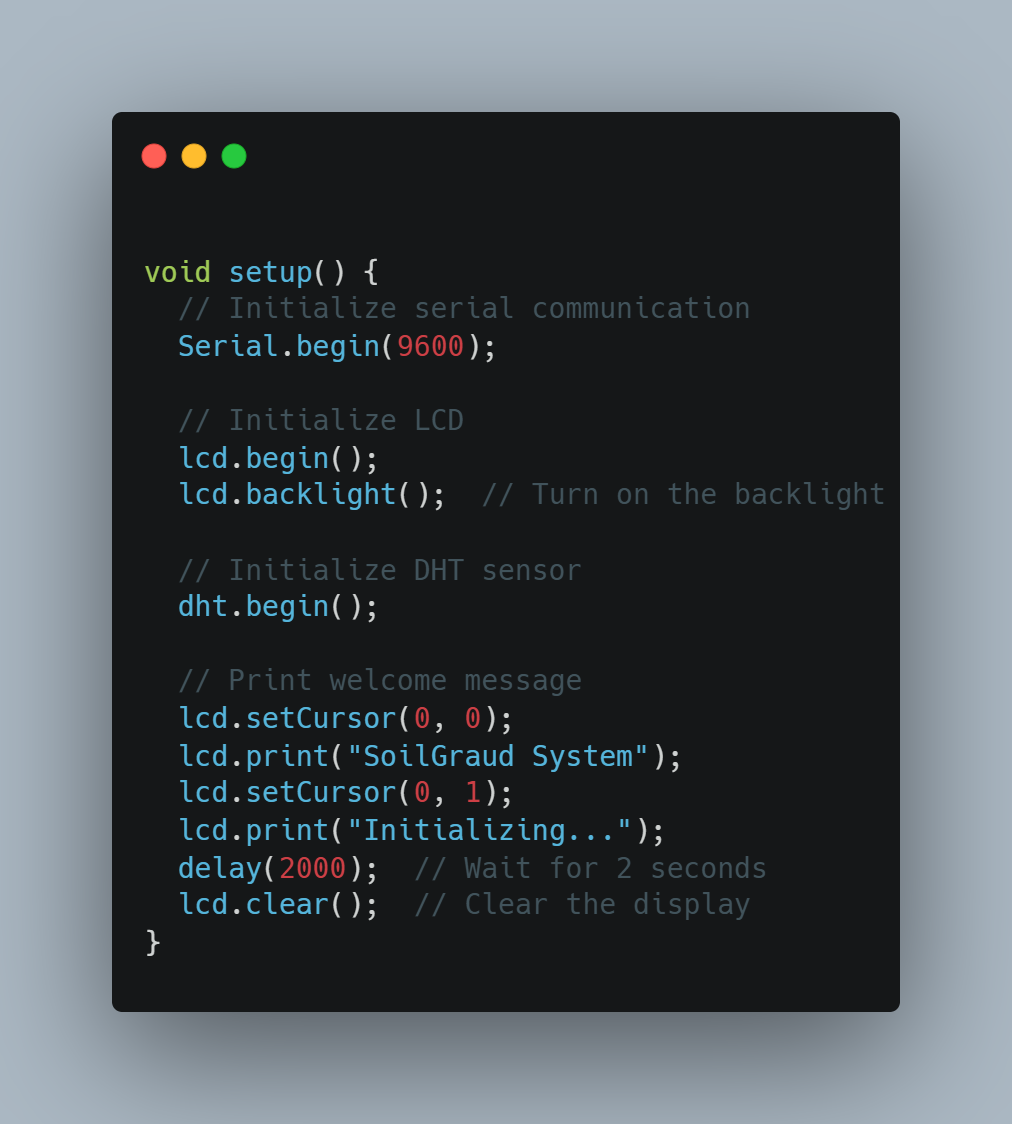 void setup() {
  // Initialize serial communication
  Serial.begin(9600);

  // Initialize LCD
  lcd.begin();
  lcd.backlight();  // Turn on the backlight

  // Initialize DHT sensor
  dht.begin();

  // Print welcome message
  lcd.setCursor(0, 0);
  lcd.print("SoilGraud System");
  lcd.setCursor(0, 1);
  lcd.print("Initializing...");
  delay(2000);  // Wait for 2 seconds
  lcd.clear();  // Clear the display
}